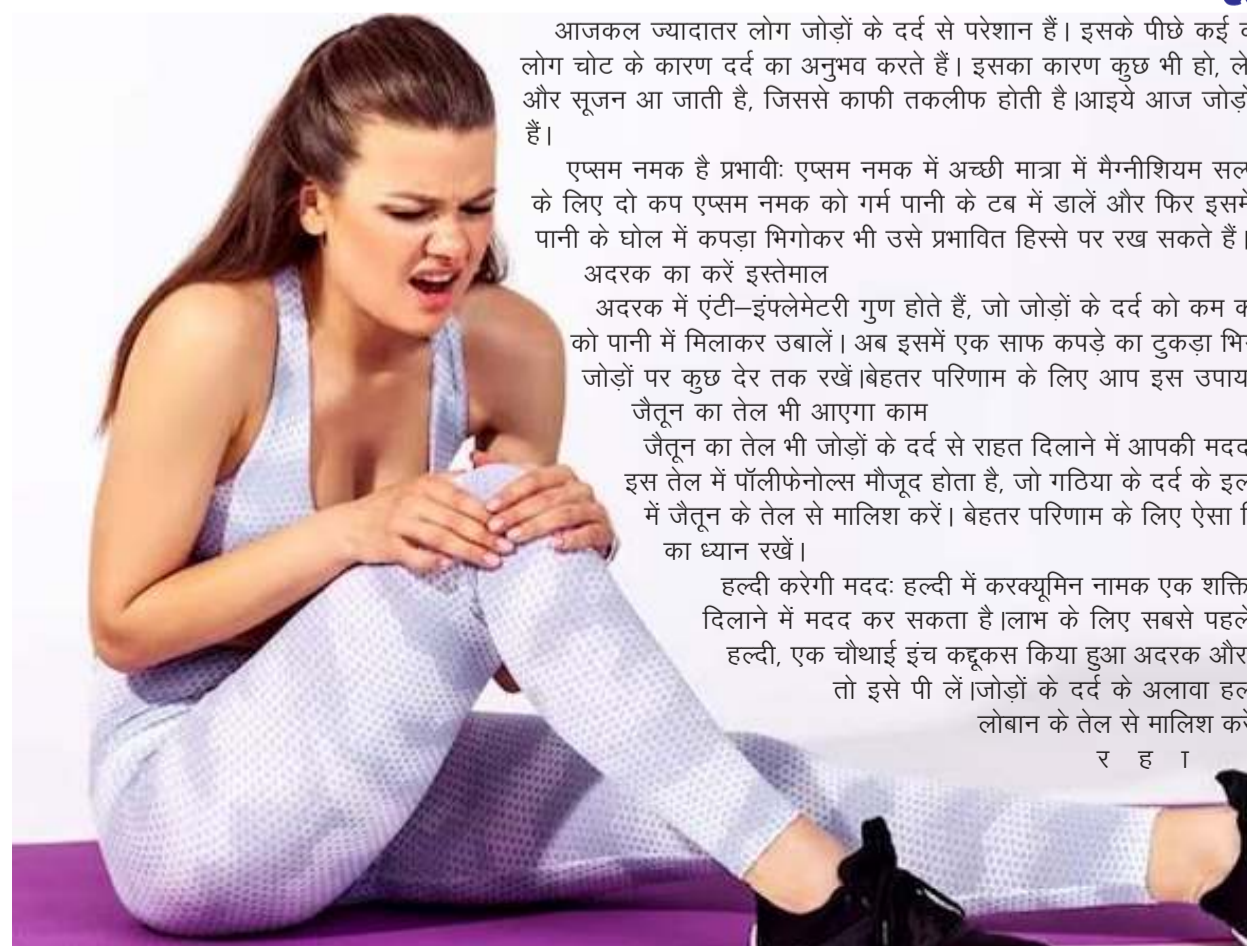 आजकल ज्यादातर लोग जोड़ों के दर्द से परेशान हैं। इसके पीछे कई
लोग चोट के कारण दर्द का अनुभव करते हैं। इसका कारण कुछ भी हो,
और सूजन आ जाती है, जिससे काफी तकलीफ होती है।आइये आज
हैं।
एप्सम नमक है प्रभावीः एप्सम नमक में अच्छी मात्रा में मैग्नीशियम
के लिए दो कप एप्सम नमक को गर्म पानी के टब में डालें और फिर
पानी के घोल में कपड़ा भिगोकर भी उसे प्रभावित हिस्से पर रख सकते हैं।
अदरक का करें इस्तेमाल
अदरक में एंटी–इंफ्लेमेटरी गुण होते हैं, जो जोड़ों के दर्द को कम
को पानी में मिलाकर उबालें। अब इसमें एक साफ कपड़े का टुकड़ा
जोड़ों पर कुछ देर तक रखें।बेहतर परिणाम के लिए आप इस उपाय
जैतून का तेल भी आएगा काम
जैतून का तेल भी जोड़ों के दर्द से राहत दिलाने में आपकी मदद
इस तेल में पॉलीफेनोल्स मौजूद होता है, जो गठिया के दर्द के
में जैतून के तेल से मालिश करें। बेहतर परिणाम के लिए ऐसा
का ध्यान रखें।
हल्दी करेगी मददः हल्दी में करक्यूमिन नामक एक
दिलाने में मदद कर सकता है।लाभ के लिए सबसे पहले
हल्दी, एक चौथाई इंच कद्दूकस किया हुआ अदरक और
तो इसे पी लें।जोड़ों के दर्द के अलावा
लोबान के तेल से मालिश
र ह ा